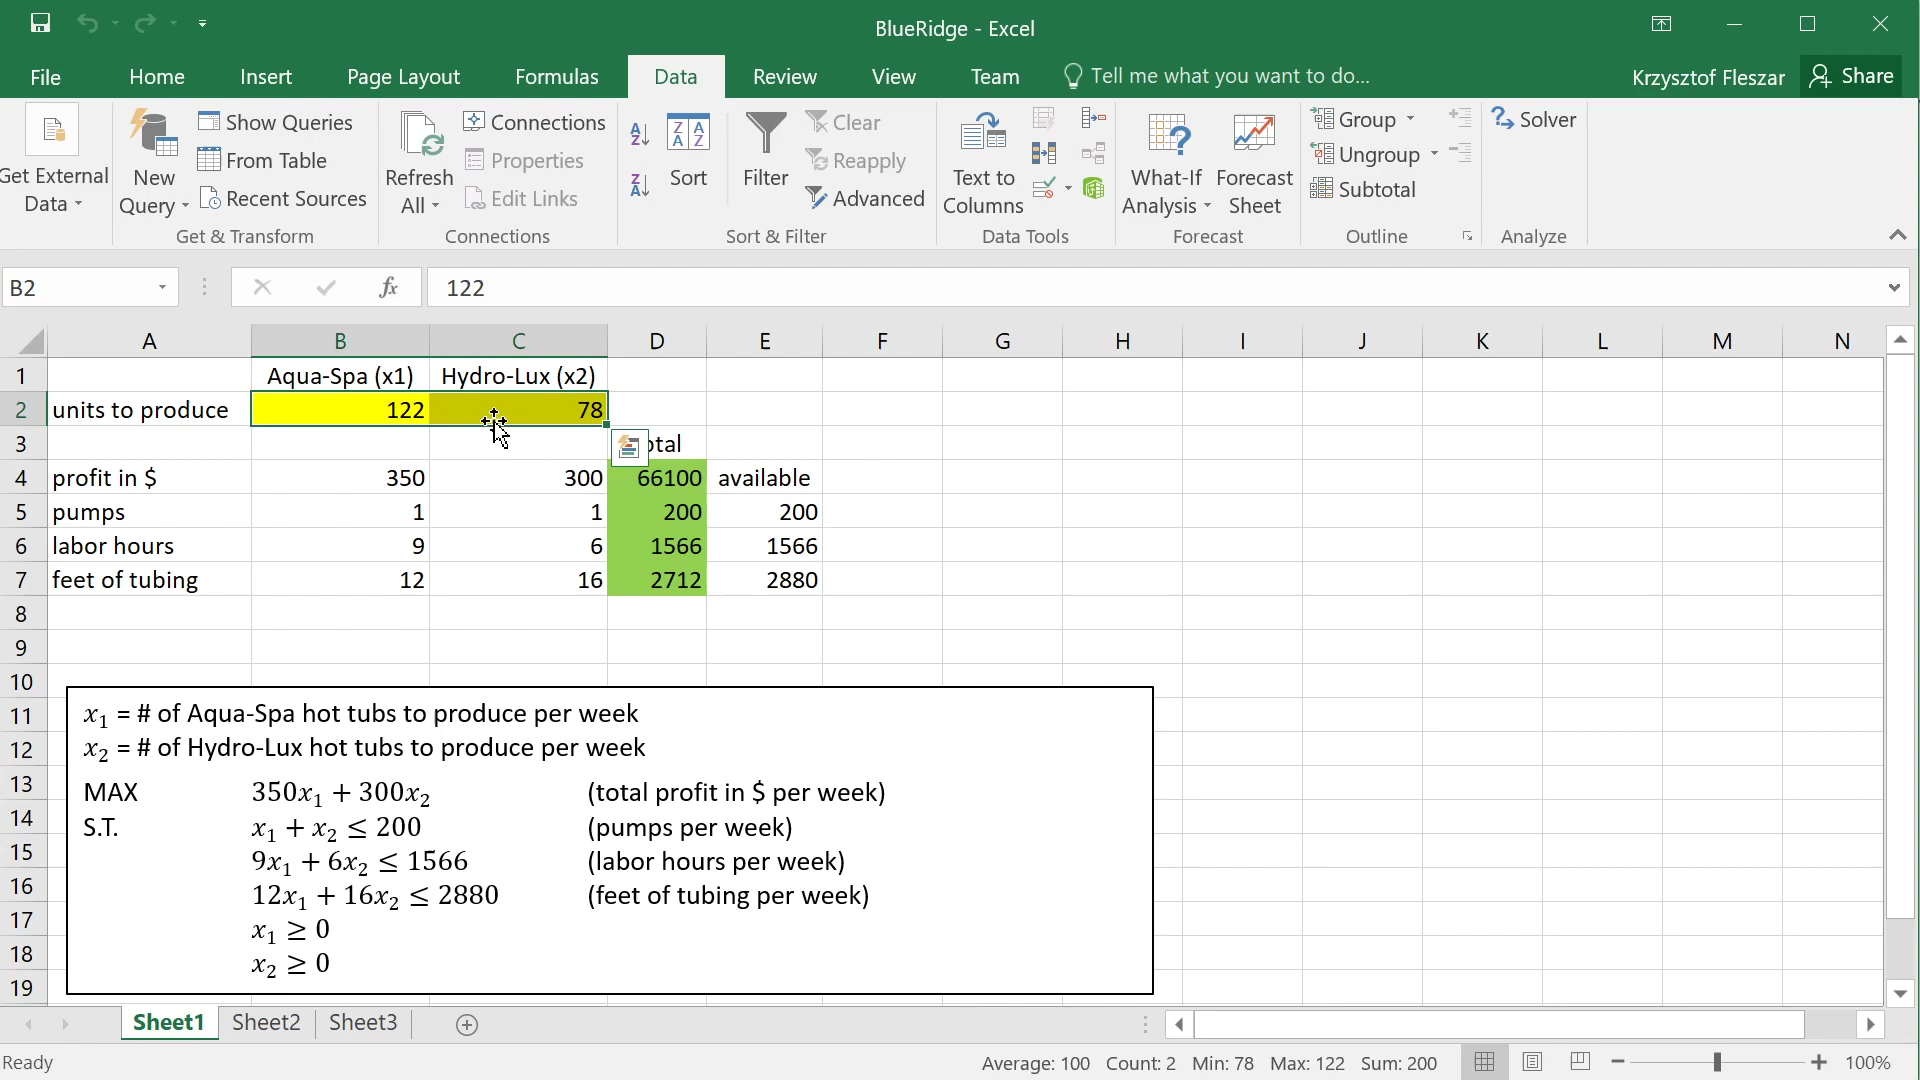 BlueRidge - Excel
File Home Insert Page Layout Formulas Data Review View Team Tell me what you want to do... Krzysztof Fleszar Share
Get External Data
New Query
Show Queries
From Table
Recent Sources
Get & Transform
Refresh All
Connections
Properties
Edit Links
Connections
Sort
Filter
Clear
Reapply
Advanced
Sort & Filter
Text to Columns
Data Tools
What-If Analysis
Forecast Sheet
Forecast
Group
Ungroup
Subtotal
Outline
Solver
Analyze
B2 fx 122
A B C D E F G H I J K L M N
1 Aqua-Spa (x1) Hydro-Lux (x2)
2 units to produce 122 78
3 otal
4 profit in $ 350 300 66100 available
5 pumps 1 1 200 200
6 labor hours 9 6 1566 1566
7 feet of tubing 12 16 2712 2880
8
9
10
11
12
13
14
15
16
17
18
19
x₁ = # of Aqua-Spa hot tubs to produce per week
x₂ = # of Hydro-Lux hot tubs to produce per week
MAX 350x₁ + 300x₂ (total profit in $ per week)
S.T. x₁ + x₂ ≤ 200 (pumps per week)
9x₁ + 6x₂ ≤ 1566 (labor hours per week)
12x₁ + 16x₂ ≤ 2880 (feet of tubing per week)
x₁ ≥ 0
x₂ ≥ 0
Sheet1 Sheet2 Sheet3
Ready Average: 100 Count: 2 Min: 78 Max: 122 Sum: 200 100%